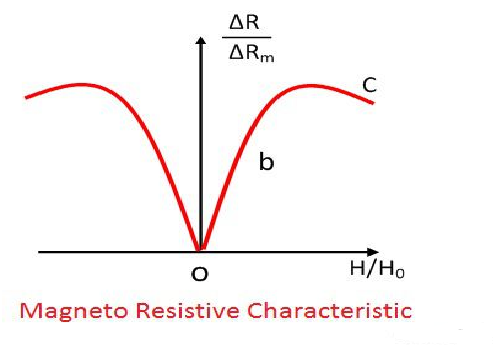 ΔR
ΔRm
C
b
O
H/H₀
Magneto Resistive Characteristic